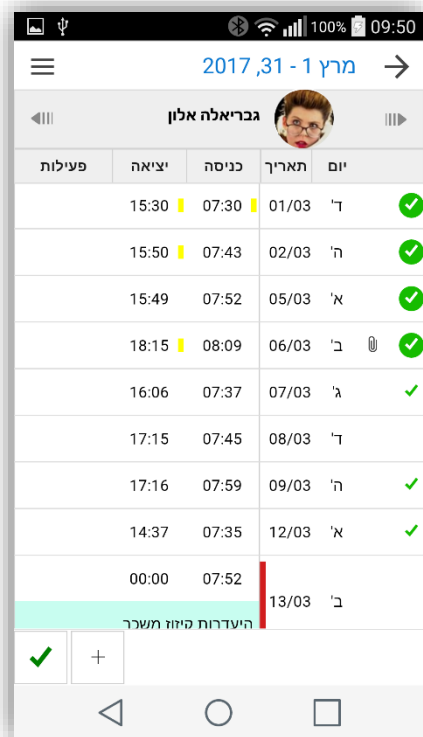 100% 09:50
מרץ 1 - 31, 2017
גבריאלה אלון
יום תאריך כניסה יציאה פעילות
ד' 01/03 07:30 15:30
ה' 02/03 07:43 15:50
א' 05/03 07:52 15:49
ב' 06/03 08:09 18:15
ג' 07/03 07:37 16:06
ד' 08/03 07:45 17:15
ה' 09/03 07:59 17:16
א' 12/03 07:35 14:37
ב' 13/03 07:52 00:00
היעדרות קיזוז משכר